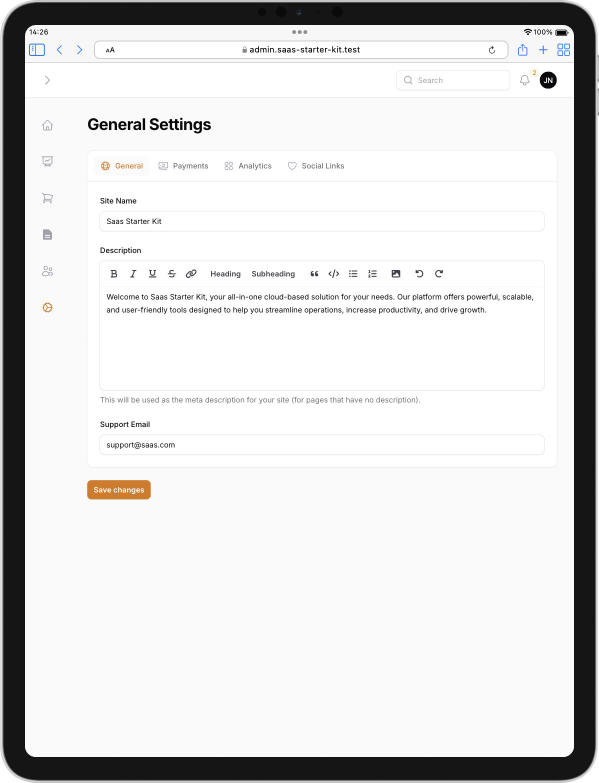 14:26
100%
AA
admin.saas-starter-kit.test
Search
2
JN
General Settings
General
Payments
Analytics
Social Links
Site Name
Saas Starter Kit
Description
B I U S Heading Subheading
Welcome to Saas Starter Kit, your all-in-one cloud-based solution for your needs. Our platform offers powerful, scalable,
and user-friendly tools designed to help you streamline operations, increase productivity, and drive growth.
This will be used as the meta description for your site (for pages that have no description).
Support Email
support@saas.com
Save changes